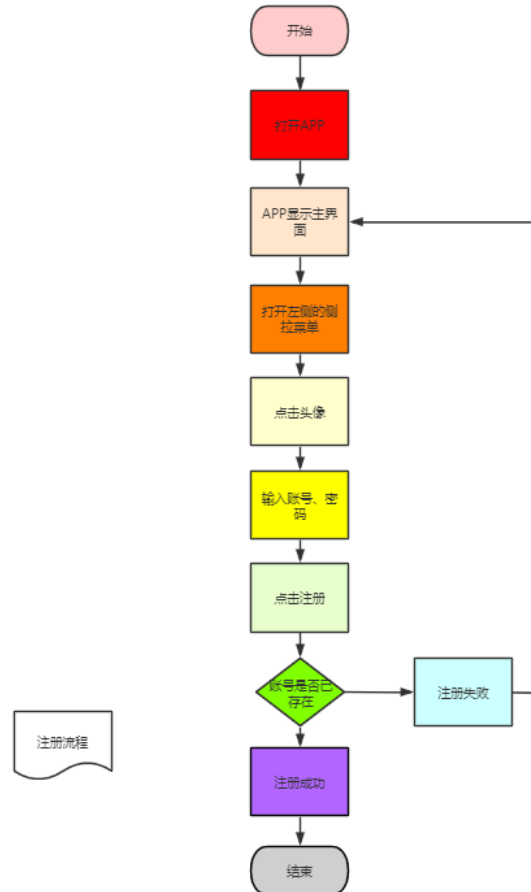 开始
打开APP
APP显示主界
面
打开左侧的侧
拉菜单
点击头像
输入账号、密
码
点击注册
账号是否已
存在
注册失败
注册流程
注册成功
结束